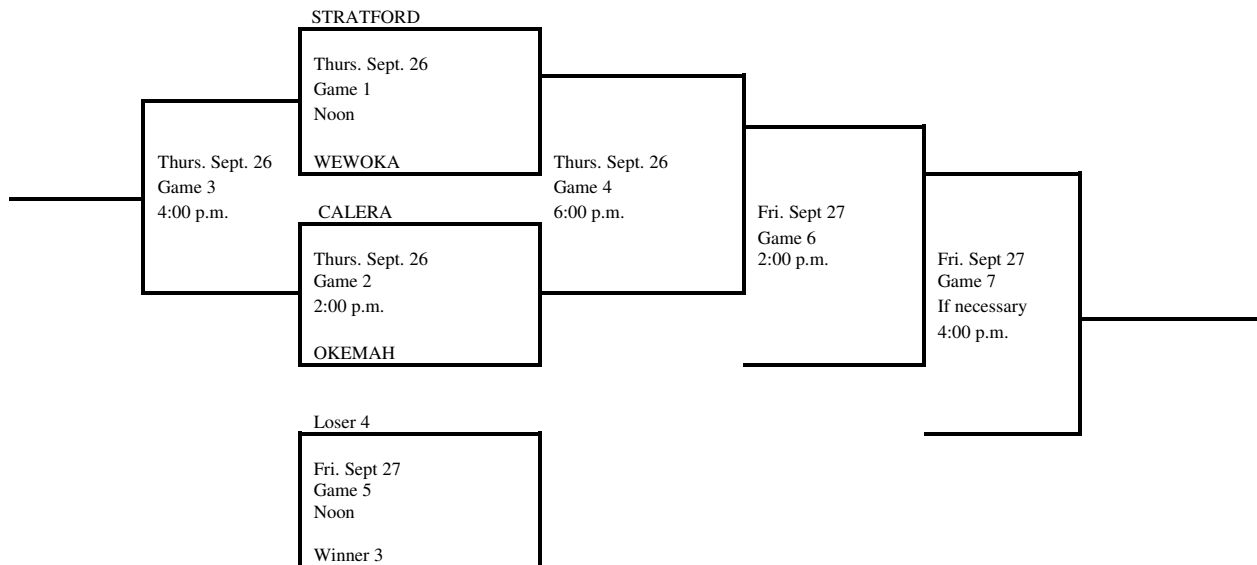 STRATFORD
Thurs. Sept. 26
Game 1
Noon
WEWOKA
Thurs. Sept. 26
Game 3
4:00 p.m.
CALERA
Thurs. Sept. 26
Game 2
2:00 p.m.
OKEMAH
Thurs. Sept. 26
Game 4
6:00 p.m.
Fri. Sept 27
Game 6
2:00 p.m.
Fri. Sept 27
Game 7
If necessary
4:00 p.m.
Loser 4
Fri. Sept 27
Game 5
Noon
Winner 3